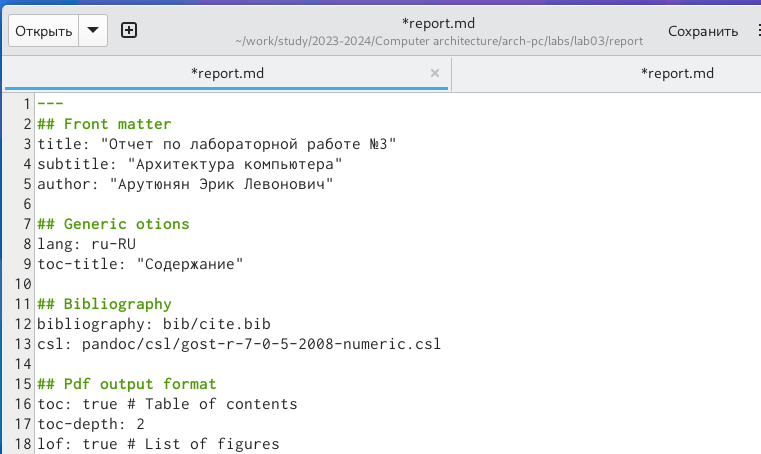 Открыть
*report.md
~/work/study/2023-2024/Computer architecture/arch-pc/labs/lab03/report
Сохранить
*report.md
*report.md
1 ---
2 ## Front matter
3 title: "Отчет по лабораторной работе №3"
4 subtitle: "Архитектура компьютера"
5 author: "Арутюнян Эрик Левонович"
6
7 ## Generic otions
8 lang: ru-RU
9 toc-title: "Содержание"
10
11 ## Bibliography
12 bibliography: bib/cite.bib
13 csl: pandoc/csl/gost-r-7-0-5-2008-numeric.csl
14
15 ## Pdf output format
16 toc: true # Table of contents
17 toc-depth: 2
18 lof: true # List of figures